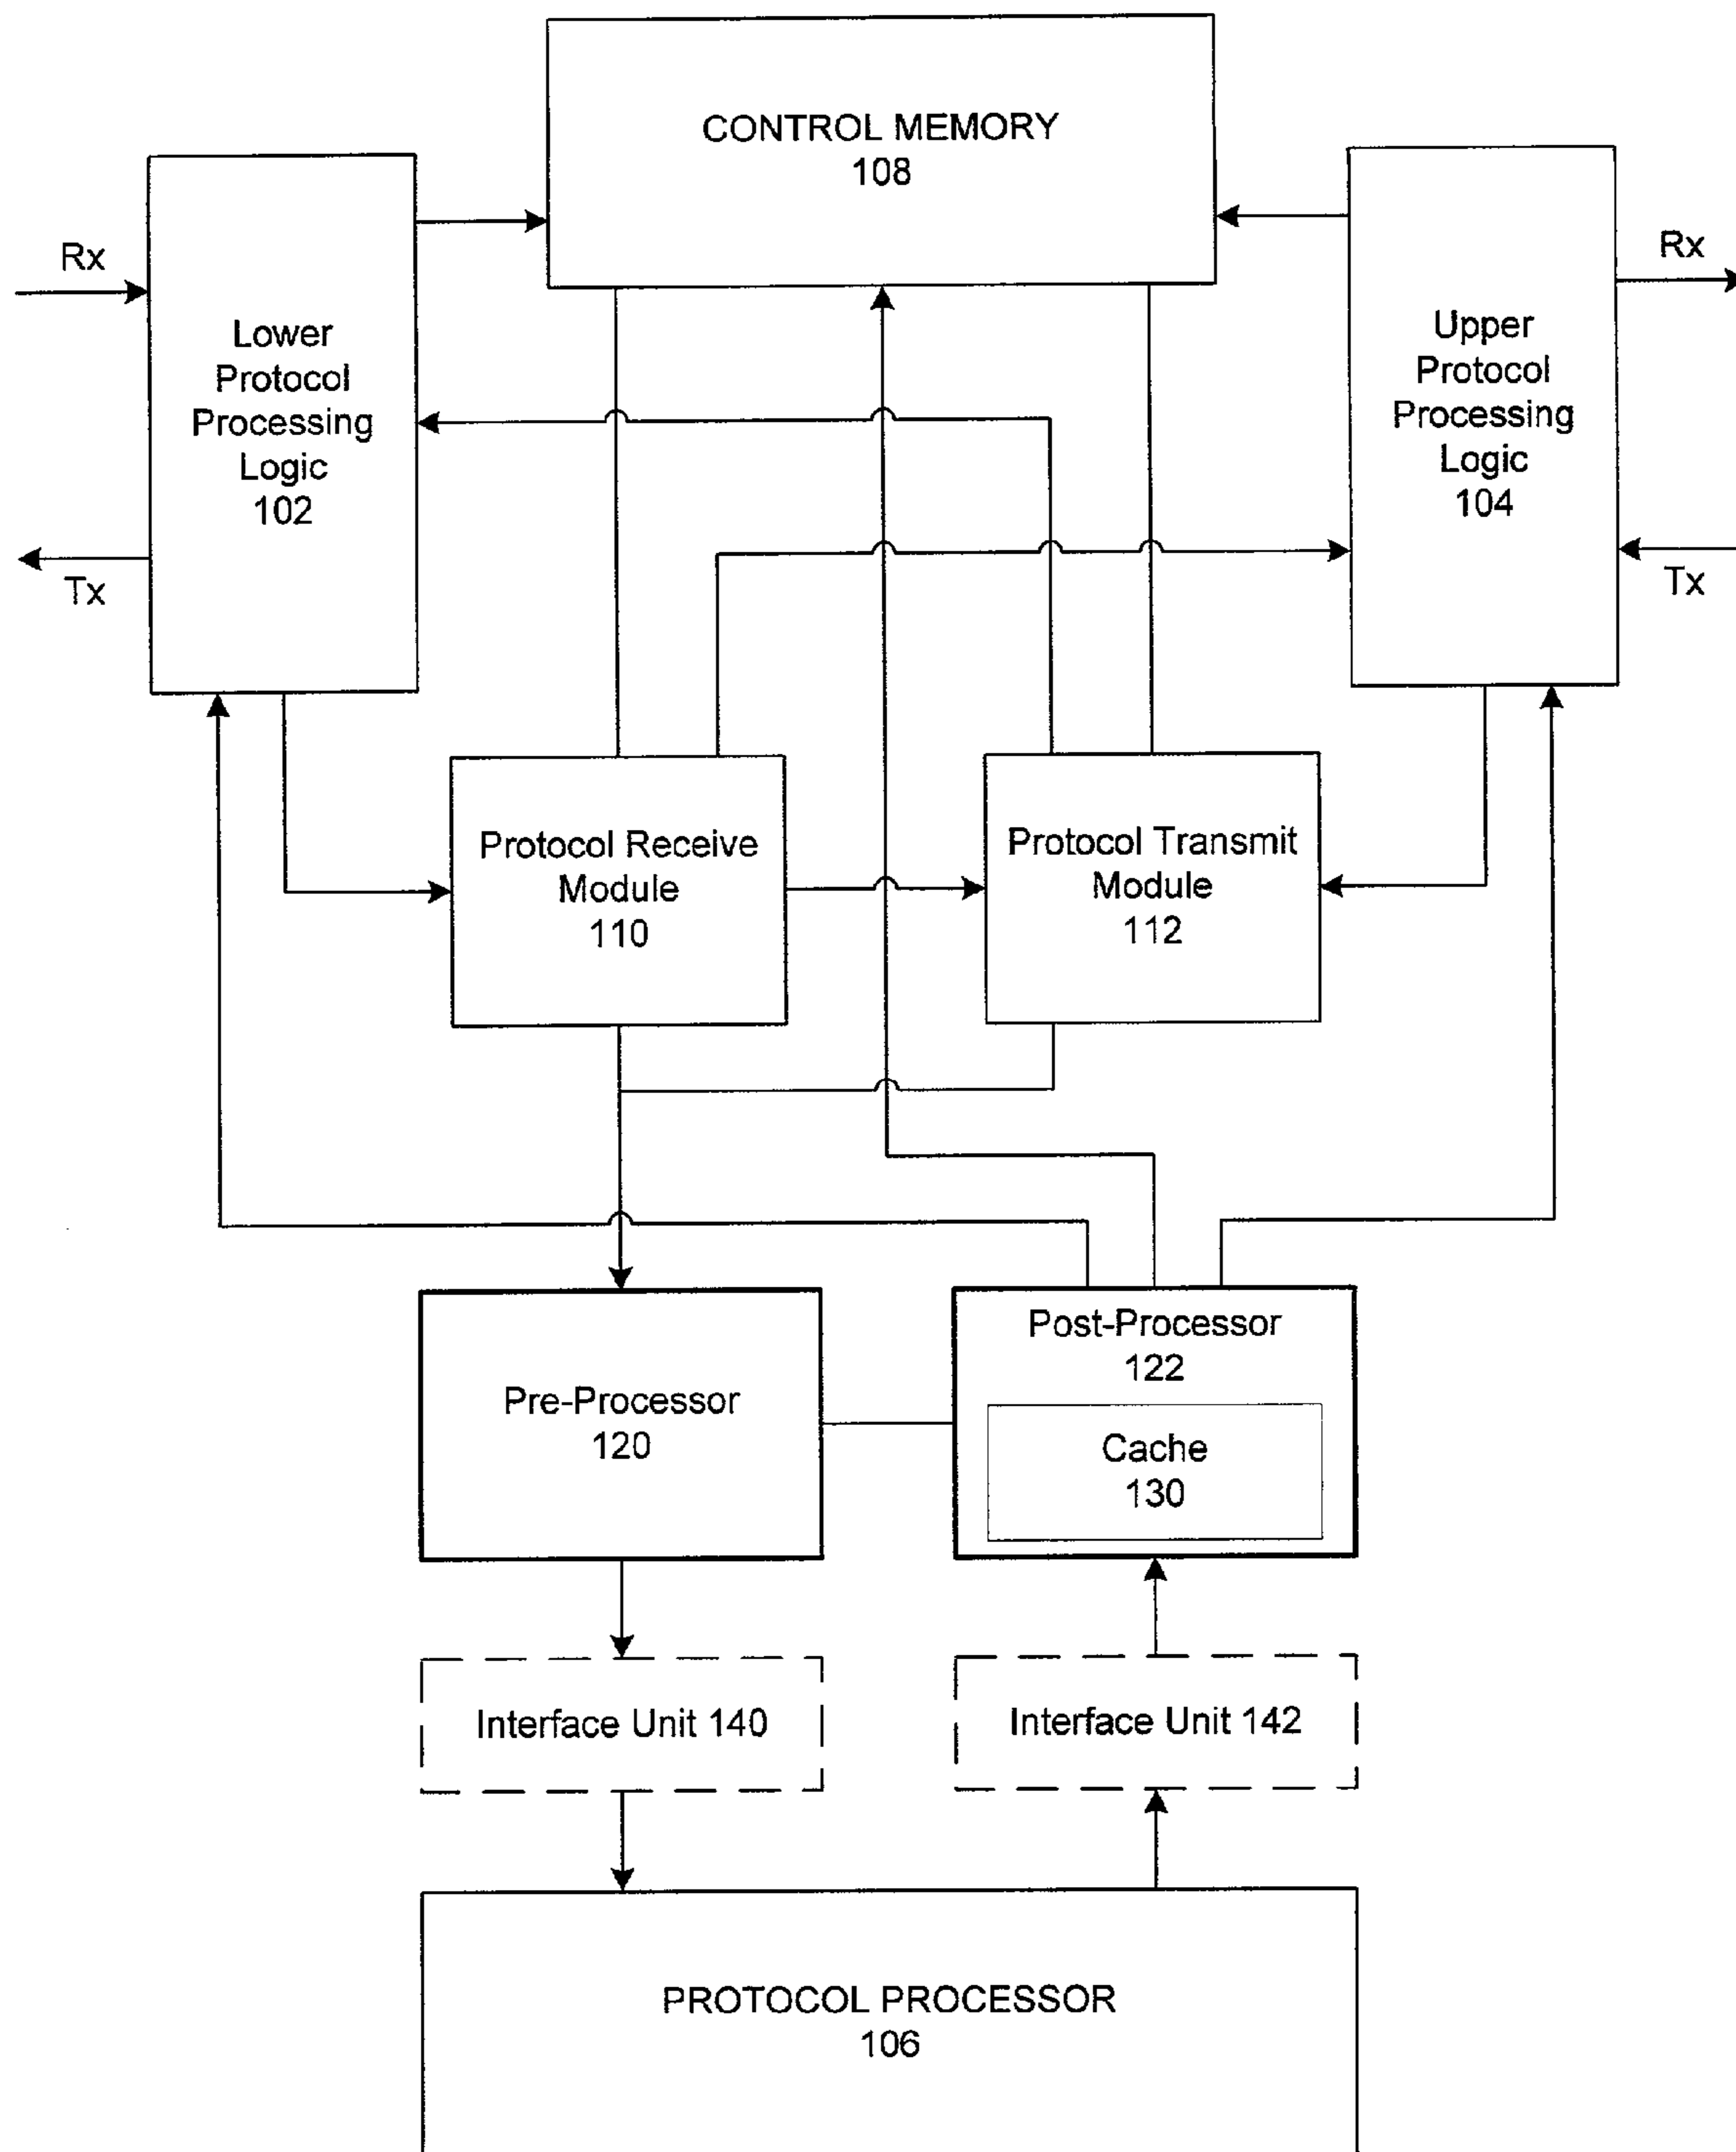 CONTROL MEMORY
108
Rx
Lower
Protocol
Processing
Logic
102
Tx
Rx
Upper
Protocol
Processing
Logic
104
Tx
Protocol Receive
Module
110
Protocol Transmit
Module
112
Pre-Processor
120
Post-Processor
122
Cache
130
Interface Unit 140
Interface Unit 142
PROTOCOL PROCESSOR
106